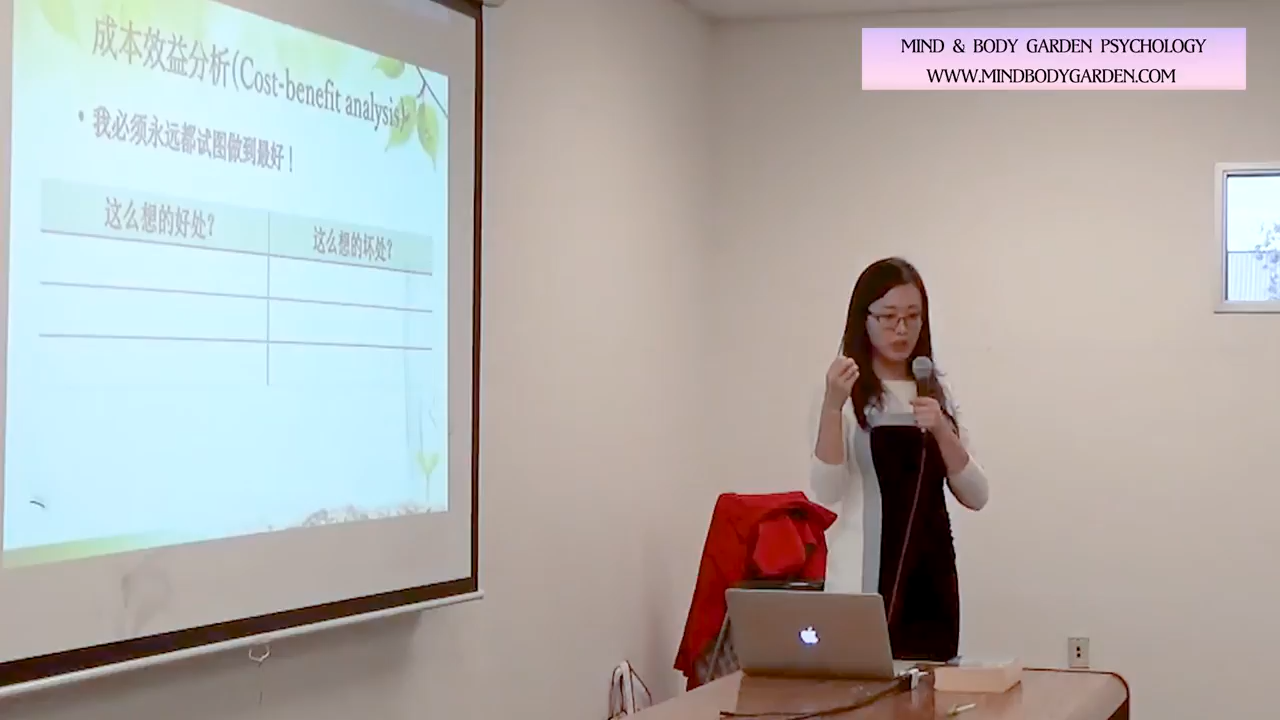 成本效益分析(Cost-benefit analysis)
• 我必须永远都试图做到最好！
这么想的好处?
这么想的坏处?
MIND & BODY GARDEN PSYCHOLOGY
WWW.MINDBODYGARDEN.COM